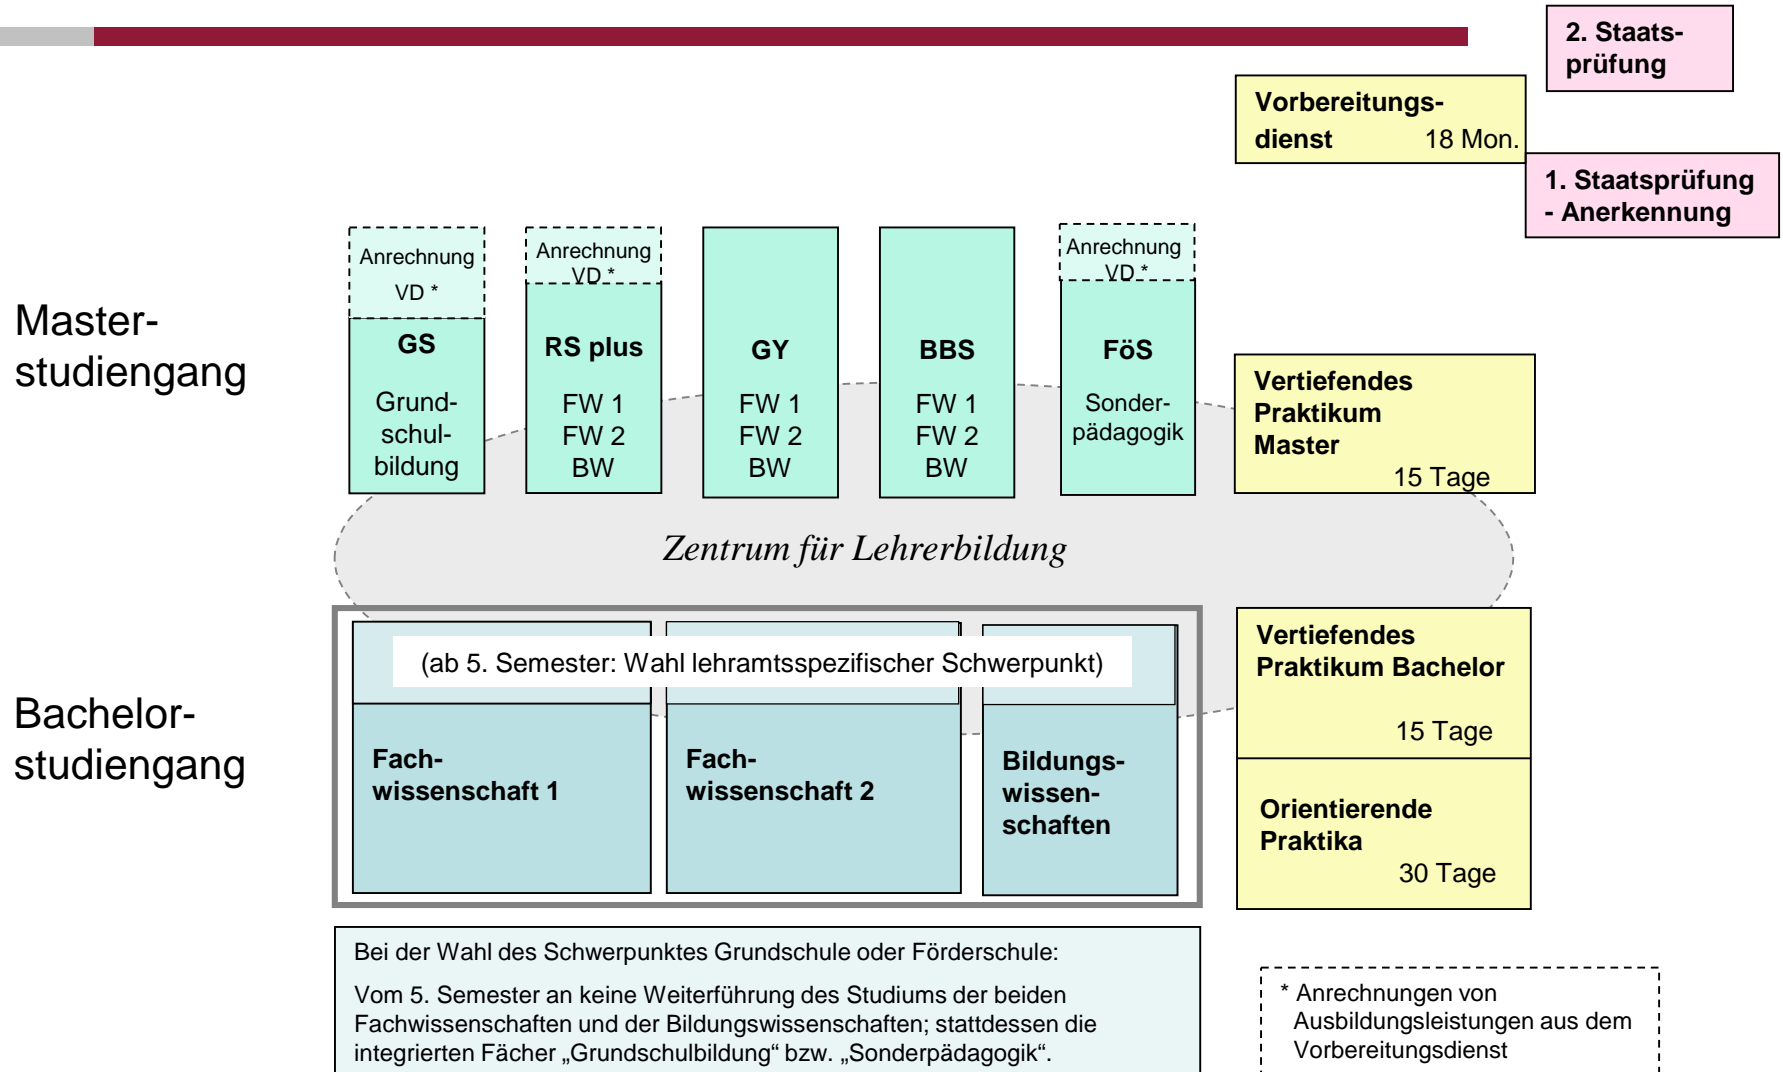 2. Staats-
prüfung
Vorbereitungs-
dienst 18 Mon.
1. Staatsprüfung
- Anerkennung
Master-
studiengang
Anrechnung
VD *
GS
Grund-
schul-
bildung
Anrechnung
VD *
RS plus
FW 1
FW 2
BW
GY
FW 1
FW 2
BW
BBS
FW 1
FW 2
BW
Anrechnung
VD *
FöS
Sonder-
pädagogik
Vertiefendes
Praktikum
Master
15 Tage
Zentrum für Lehrerbildung
Bachelor-
studiengang
(ab 5. Semester: Wahl lehramtsspezifischer Schwerpunkt)
Fach-
wissenschaft 1
Fach-
wissenschaft 2
Bildungs-
wissen-
schaften
Vertiefendes
Praktikum Bachelor
15 Tage
Orientierende
Praktika
30 Tage
Bei der Wahl des Schwerpunktes Grundschule oder Förderschule:
Vom 5. Semester an keine Weiterführung des Studiums der beiden
Fachwissenschaften und der Bildungswissenschaften; stattdessen die
integrierten Fächer „Grundschulbildung“ bzw. „Sonderpädagogik“.
* Anrechnungen von
Ausbildungsleistungen aus dem
Vorbereitungsdienst